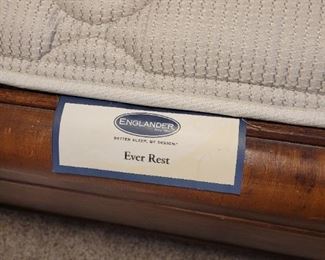 ENGLANDER
BETTER SLEEP, BY DESIGN.
Ever Rest